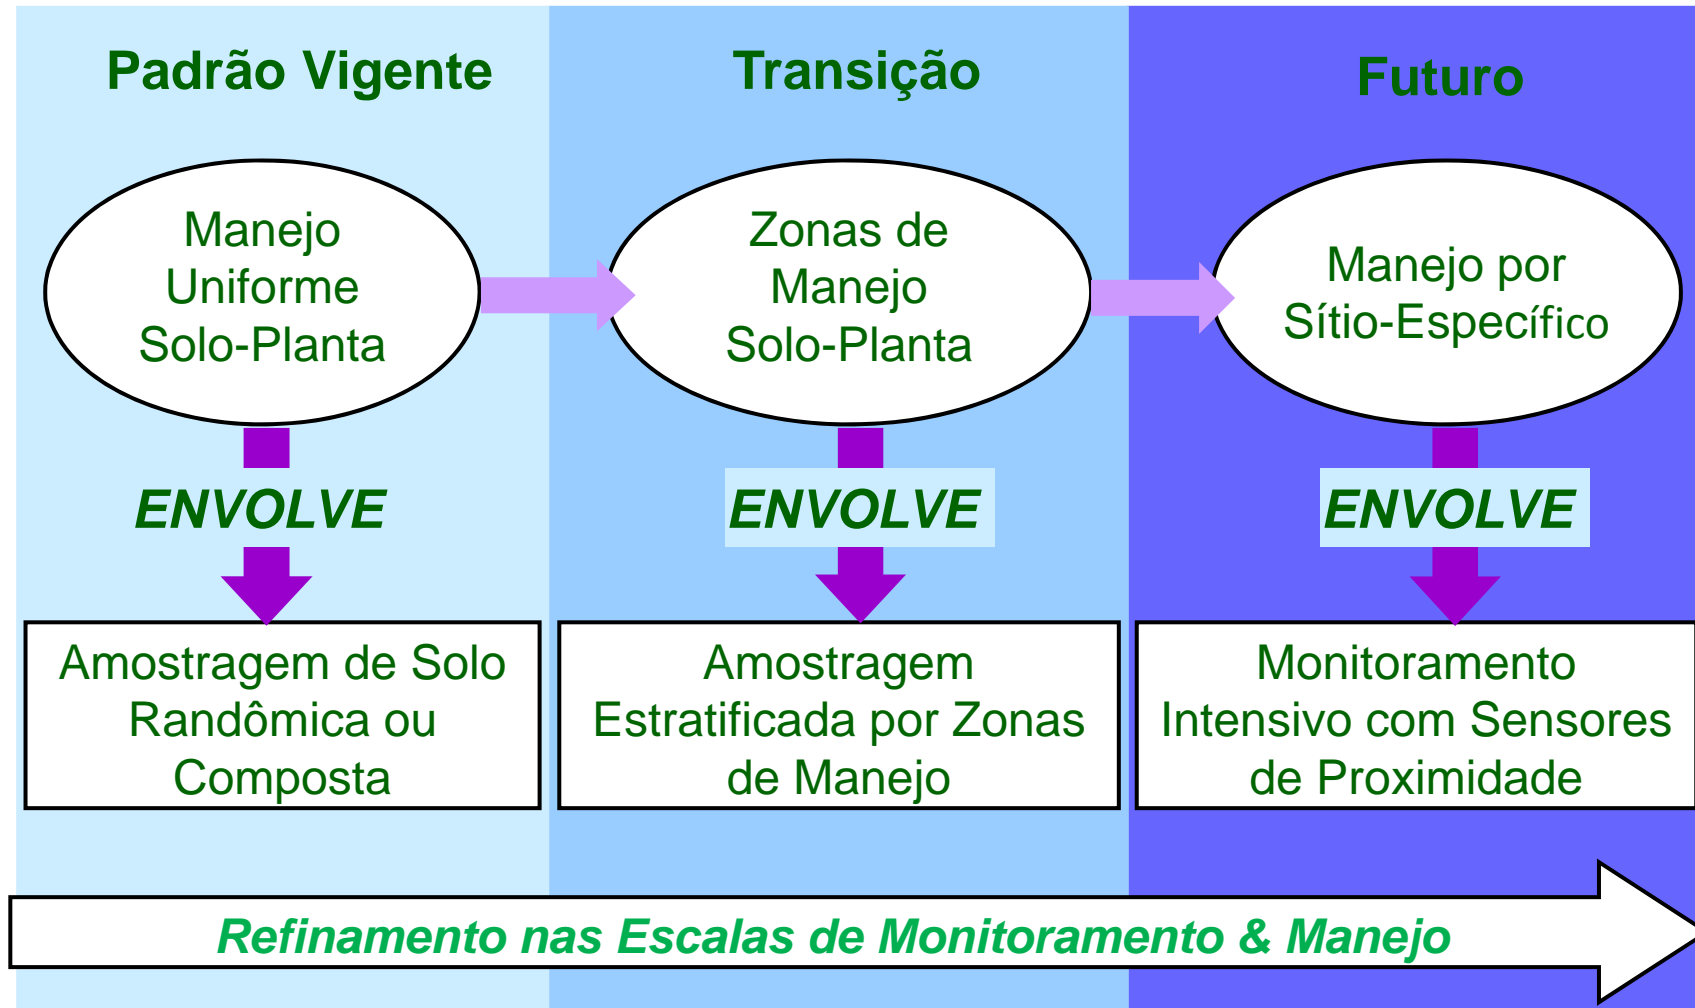 Padrão Vigente
Manejo
Uniforme
Solo-Planta
ENVOLVE
Amostragem de Solo
Randômica ou
Composta
Transição
Zonas de
Manejo
Solo-Planta
ENVOLVE
Amostragem
Estratificada por Zonas
de Manejo
Futuro
Manejo por
Sítio-Específico
ENVOLVE
Monitoramento
Intensivo com Sensores
de Proximidade
Refinamento nas Escalas de Monitoramento & Manejo